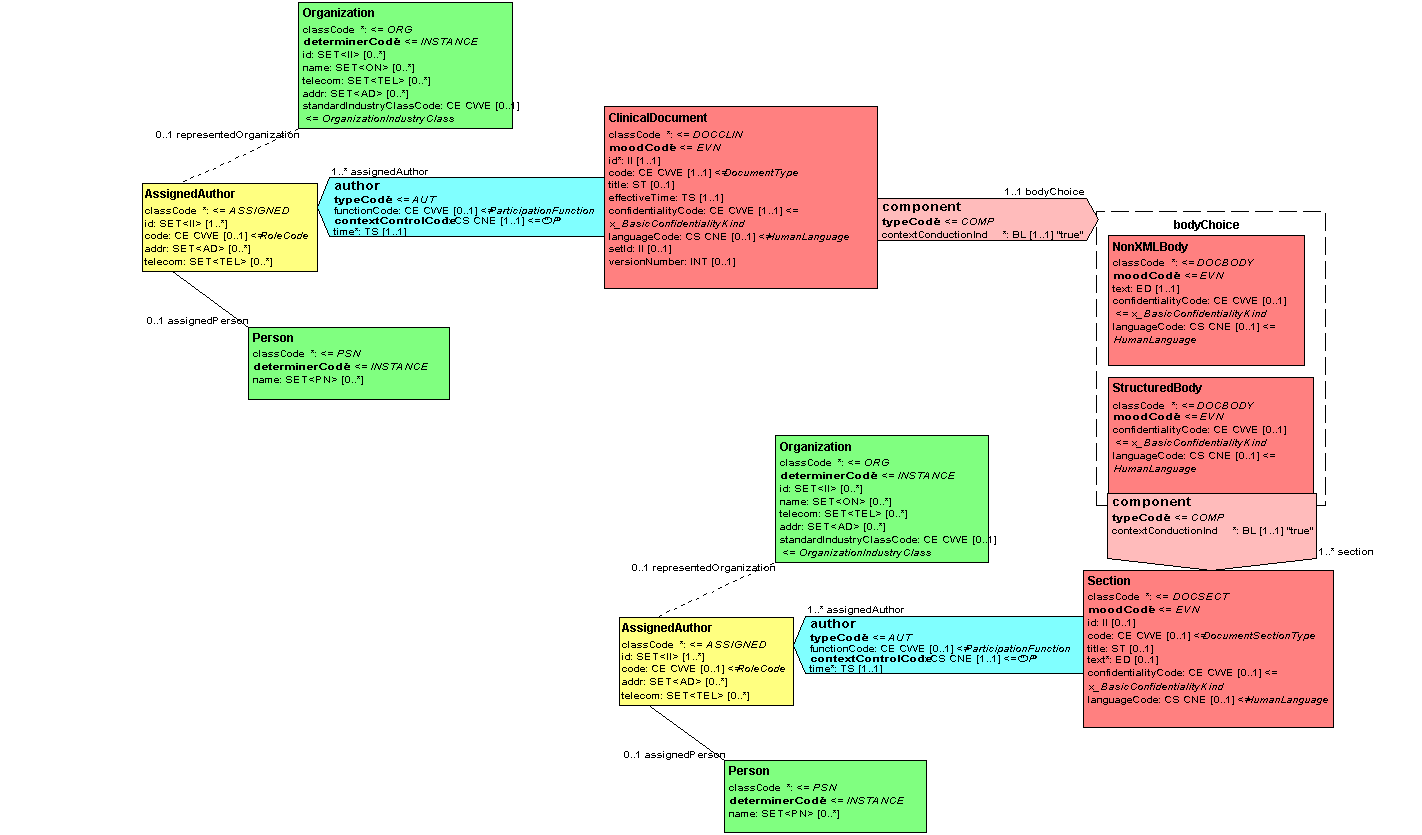 Organization
classCode *: <= ORG
determinerCode*: <= INSTANCE
id: SET<II> [0..*]
name: SET<ON> [0..*]
telecom: SET<TEL> [0..*]
addr: SET<AD> [0..*]
standardIndustryClassCode: CE CWE [0..1]
<= OrganizationIndustryClass
0..1 representedOrganization
AssignedAuthor
classCode *: <= ASSIGNED
id: SET<II> [1..*]
code: CE CWE [0..1] <= RoleCode
addr: SET<AD> [0..*]
telecom: SET<TEL> [0..*]
0..1 assignedPerson
Person
classCode *: <= PSN
determinerCode*: <= INSTANCE
name: SET<PN> [0..*]
1..* assignedAuthor
author
typeCode*: <= AUT
functionCode: CE CWE [0..1] <= ParticipationFunction
contextControlCode*: CS CNE [1..1] <= OP
time*: TS [1..1]
ClinicalDocument
classCode *: <= DOCCLIN
moodCode*: <= EVN
id*: II [1..1]
code: CE CWE [1..1] <= DocumentType
title: ST [0..1]
effectiveTime: TS [1..1]
confidentialityCode: CE CWE [1..1] <=
x_BasicConfidentialityKind
languageCode: CS CNE [0..1] <= HumanLanguage
setId: II [0..1]
versionNumber: INT [0..1]
1..1 bodyChoice
component
typeCode*: <= COMP
contextConductionInd *: BL [1..1] "true"
bodyChoice
NonXMLBody
classCode *: <= DOCBODY
moodCode*: <= EVN
text: ED [1..1]
confidentialityCode: CE CWE [0..1]
<= x_BasicConfidentialityKind
languageCode: CS CNE [0..1] <=
HumanLanguage
StructuredBody
classCode *: <= DOCBODY
moodCode*: <= EVN
confidentialityCode: CE CWE [0..1]
<= x_BasicConfidentialityKind
languageCode: CS CNE [0..1] <=
HumanLanguage
component
typeCode*: <= COMP
contextConductionInd *: BL [1..1] "true"
1..* section
Section
classCode *: <= DOCSECT
moodCode*: <= EVN
id: II [0..1]
code: CE CWE [0..1] <= DocumentSectionType
title: ST [0..1]
text*: ED [0..1]
confidentialityCode: CE CWE [0..1] <=
x_BasicConfidentialityKind
languageCode: CS CNE [0..1] <= HumanLanguage
Organization
classCode *: <= ORG
determinerCode*: <= INSTANCE
id: SET<II> [0..*]
name: SET<ON> [0..*]
telecom: SET<TEL> [0..*]
addr: SET<AD> [0..*]
standardIndustryClassCode: CE CWE [0..1]
<= OrganizationIndustryClass
0..1 representedOrganization
1..* assignedAuthor
author
typeCode*: <= AUT
functionCode: CE CWE [0..1] <= ParticipationFunction
contextControlCode*: CS CNE [1..1] <= OP
time*: TS [1..1]
AssignedAuthor
classCode *: <= ASSIGNED
id: SET<II> [1..*]
code: CE CWE [0..1] <= RoleCode
addr: SET<AD> [0..*]
telecom: SET<TEL> [0..*]
0..1 assignedPerson
Person
classCode *: <= PSN
determinerCode*: <= INSTANCE
name: SET<PN> [0..*]